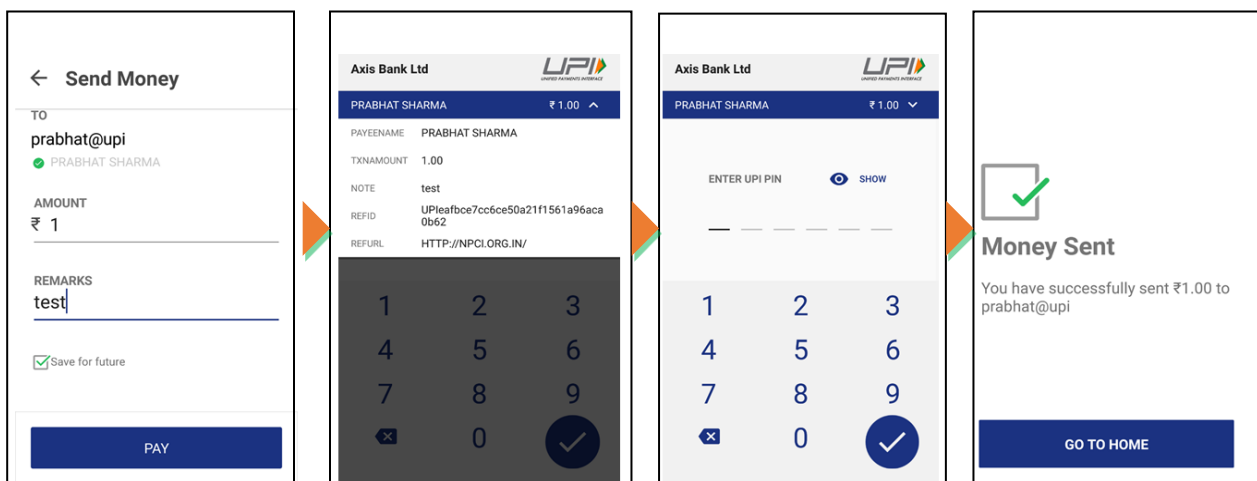 Send Money
TO
prabhat@upi
PRABHAT SHARMA
AMOUNT
₹ 1
REMARKS
test
Save for future
PAY
Axis Bank Ltd
UPI
UNIFIED PAYMENTS INTERFACE
PRABHAT SHARMA ₹ 1.00
PAYEENAME PRABHAT SHARMA
TXNAMOUNT 1.00
NOTE test
REFID UPIeafbce7cc6ce50a21f1561a96aca
0b62
REFURL HTTP://NPCI.ORG.IN/
1 2 3
4 5 6
7 8 9
0
Axis Bank Ltd
UPI
UNIFIED PAYMENTS INTERFACE
PRABHAT SHARMA ₹ 1.00
ENTER UPI PIN SHOW
1 2 3
4 5 6
7 8 9
0
Money Sent
You have successfully sent ₹1.00 to
prabhat@upi
GO TO HOME